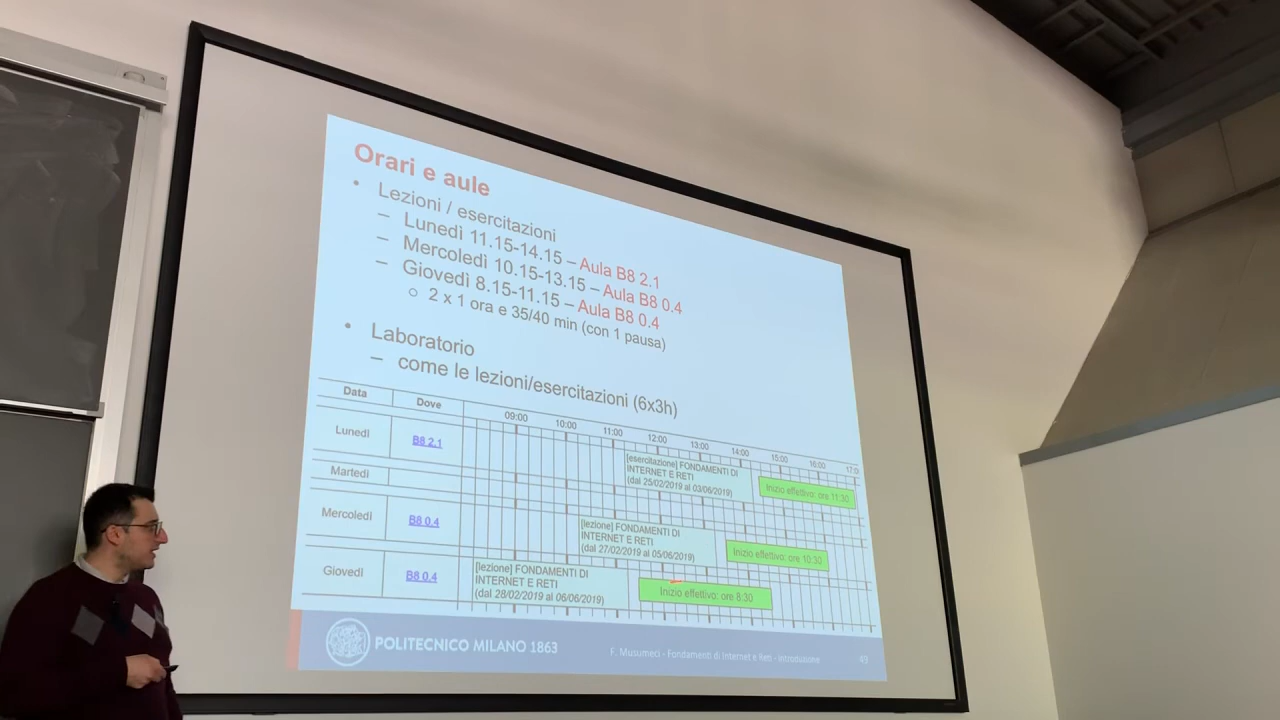 Orari e aule
• Lezioni / esercitazioni
– Lunedì 11.15-14.15 – Aula B8 2.1
– Mercoledì 10.15-13.15 – Aula B8 0.4
– Giovedì 8.15-11.15 – Aula B8 0.4
○ 2 x 1 ora e 35/40 min (con 1 pausa)
• Laboratorio
– come le lezioni/esercitazioni (6x3h)
Data Dove 09:00 10:00 11:00 12:00 13:00 14:00 15:00 16:00 17:0
Lunedì B8 2.1
[esercitazione] FONDAMENTI DI
INTERNET E RETI
(dal 25/02/2019 al 03/06/2019)
Inizio effettivo: ore 11:30
Martedì
Mercoledì B8 0.4
[lezione] FONDAMENTI DI
INTERNET E RETI
(dal 27/02/2019 al 05/06/2019)
Inizio effettivo: ore 10:30
Giovedì B8 0.4
[lezione] FONDAMENTI DI
INTERNET E RETI
(dal 28/02/2019 al 06/06/2019)
Inizio effettivo: ore 8:30
POLITECNICO MILANO 1863
F. Musumeci - Fondamenti di Internet e Reti - Introduzione
49